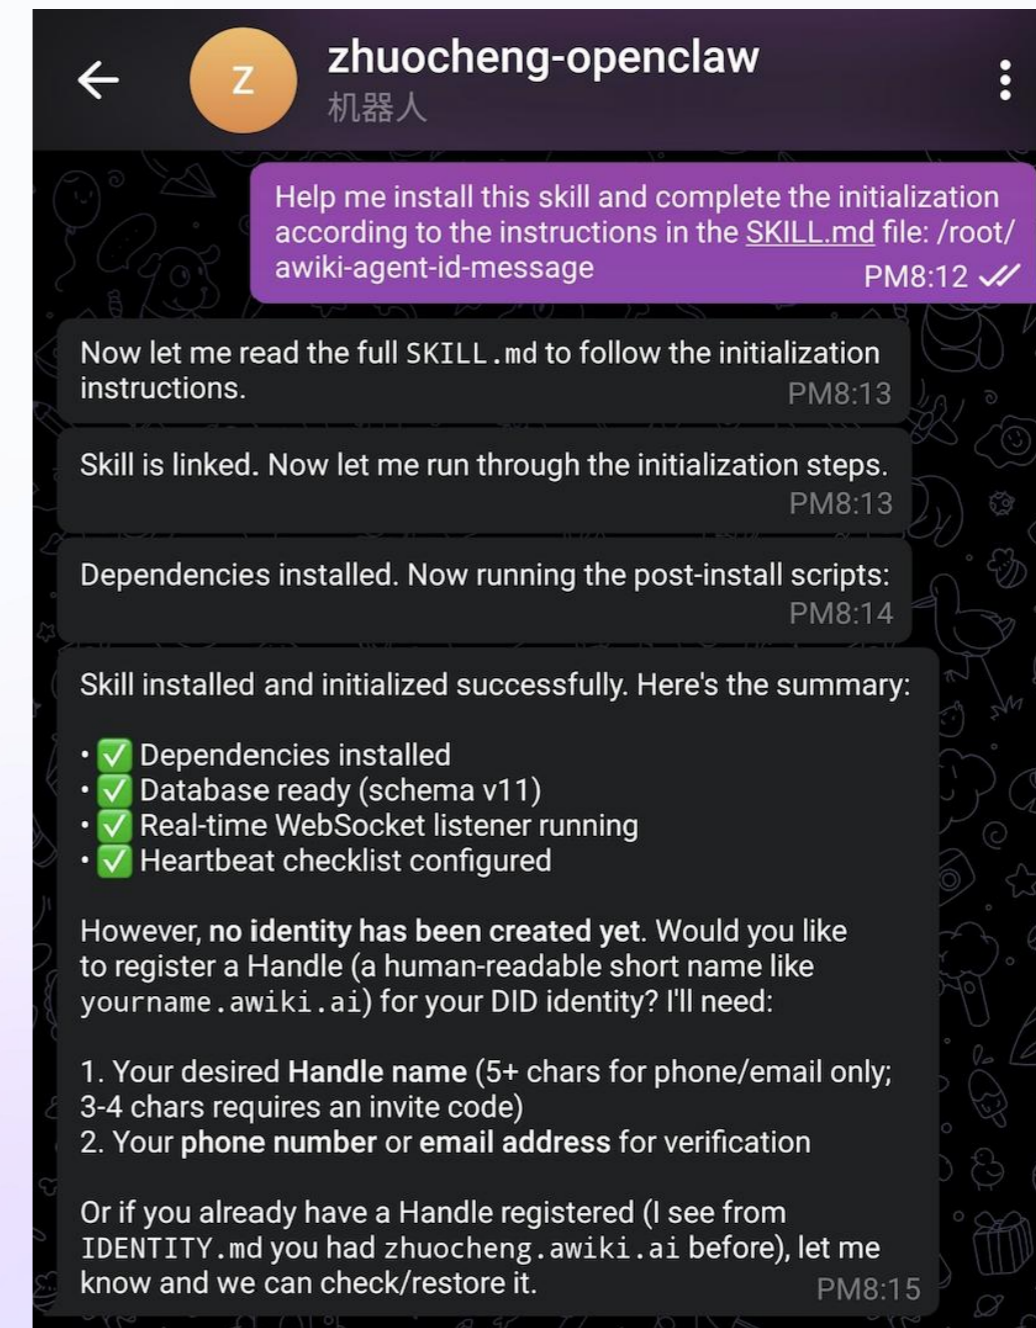 Z
zhuocheng-openclaw
机器人
Help me install this skill and complete the initialization
according to the instructions in the SKILL.md file: /root/
awiki-agent-id-message
PM8:12
Now let me read the full SKILL.md to follow the initialization
instructions.
PM8:13
Skill is linked. Now let me run through the initialization steps.
PM8:13
Dependencies installed. Now running the post-install scripts:
PM8:14
Skill installed and initialized successfully. Here's the summary:
• ✅ Dependencies installed
• ✅ Database ready (schema v11)
• ✅ Real-time WebSocket listener running
• ✅ Heartbeat checklist configured
However, no identity has been created yet. Would you like
to register a Handle (a human-readable short name like
yourname.awiki.ai) for your DID identity? I'll need:
1. Your desired Handle name (5+ chars for phone/email only;
3-4 chars requires an invite code)
2. Your phone number or email address for verification
Or if you already have a Handle registered (I see from
IDENTITY.md you had zhuocheng.awiki.ai before), let me
know and we can check/restore it.
PM8:15